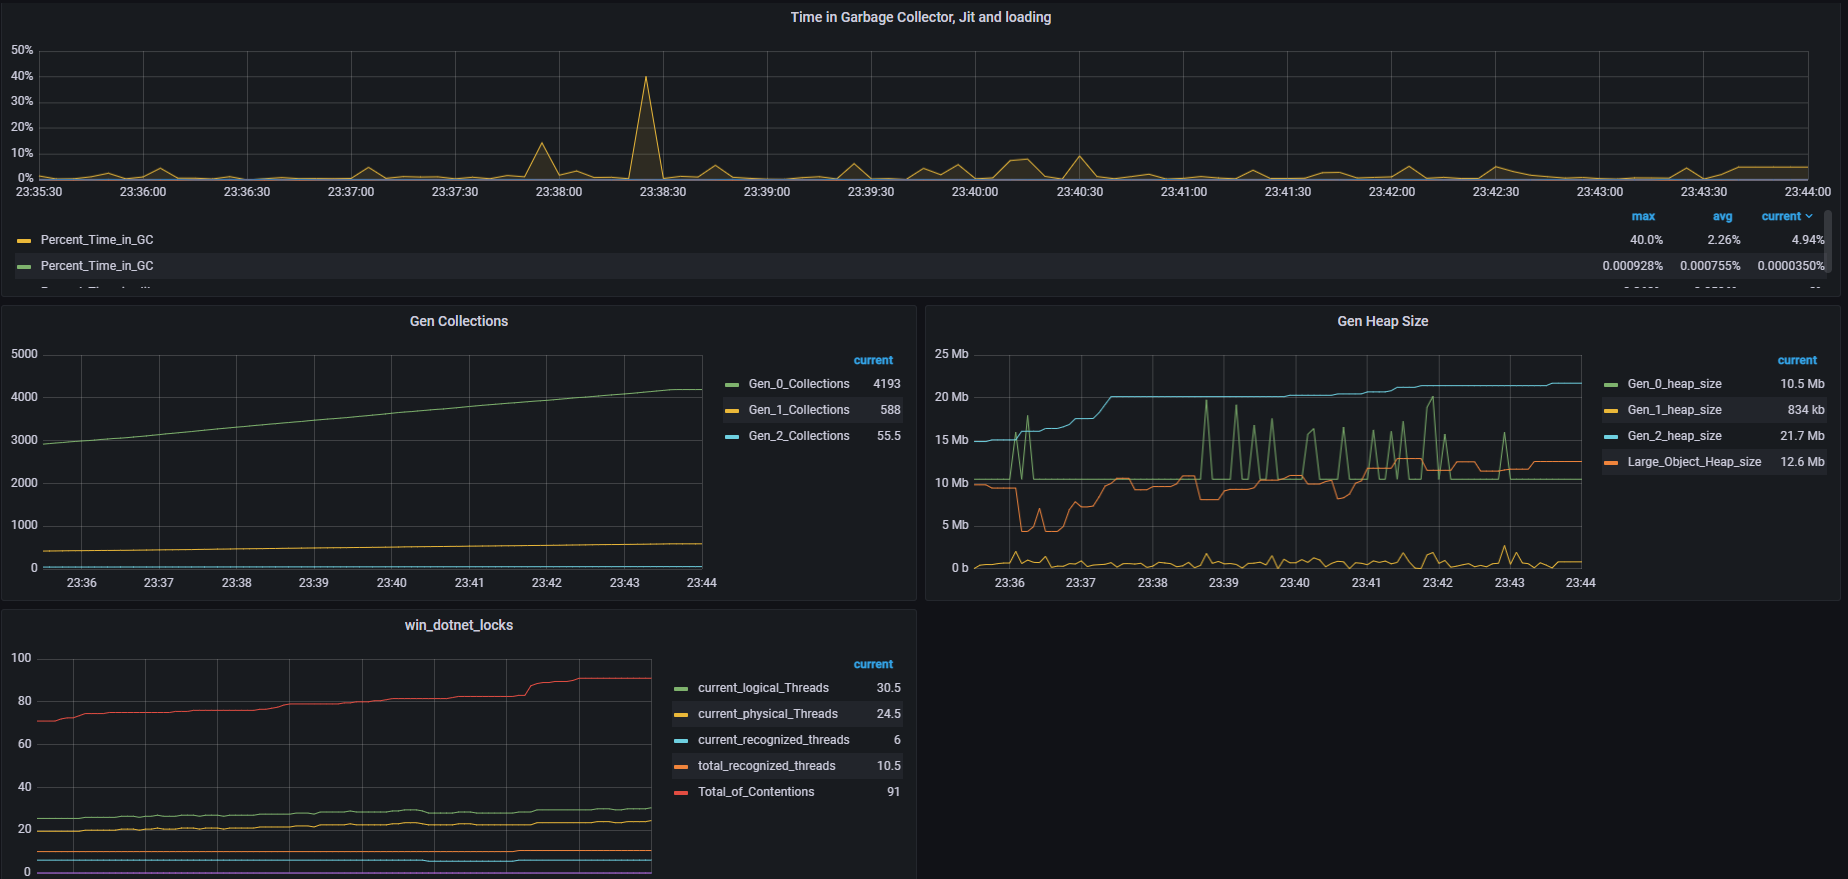 Time in Garbage Collector, Jit and loading
50%
40%
30%
20%
10%
0%
23:35:30 23:36:00 23:36:30 23:37:00 23:37:30 23:38:00 23:38:30 23:39:00 23:39:30 23:40:00 23:40:30 23:41:00 23:41:30 23:42:00 23:42:30 23:43:00 23:43:30 23:44:00
max avg current
Percent_Time_in_GC 40.0% 2.26% 4.94%
Percent_Time_in_GC 0.000928% 0.000755% 0.0000350%
Gen Collections
5000
4000
3000
2000
1000
0
23:36 23:37 23:38 23:39 23:40 23:41 23:42 23:43 23:44
current
Gen_0_Collections 4193
Gen_1_Collections 588
Gen_2_Collections 55.5
Gen Heap Size
25 Mb
20 Mb
15 Mb
10 Mb
5 Mb
0 b
23:36 23:37 23:38 23:39 23:40 23:41 23:42 23:43 23:44
current
Gen_0_heap_size 10.5 Mb
Gen_1_heap_size 834 kb
Gen_2_heap_size 21.7 Mb
Large_Object_Heap_size 12.6 Mb
win_dotnet_locks
100
80
60
40
20
0
current
current_logical_Threads 30.5
current_physical_Threads 24.5
current_recognized_threads 6
total_recognized_threads 10.5
Total_of_Contentions 91